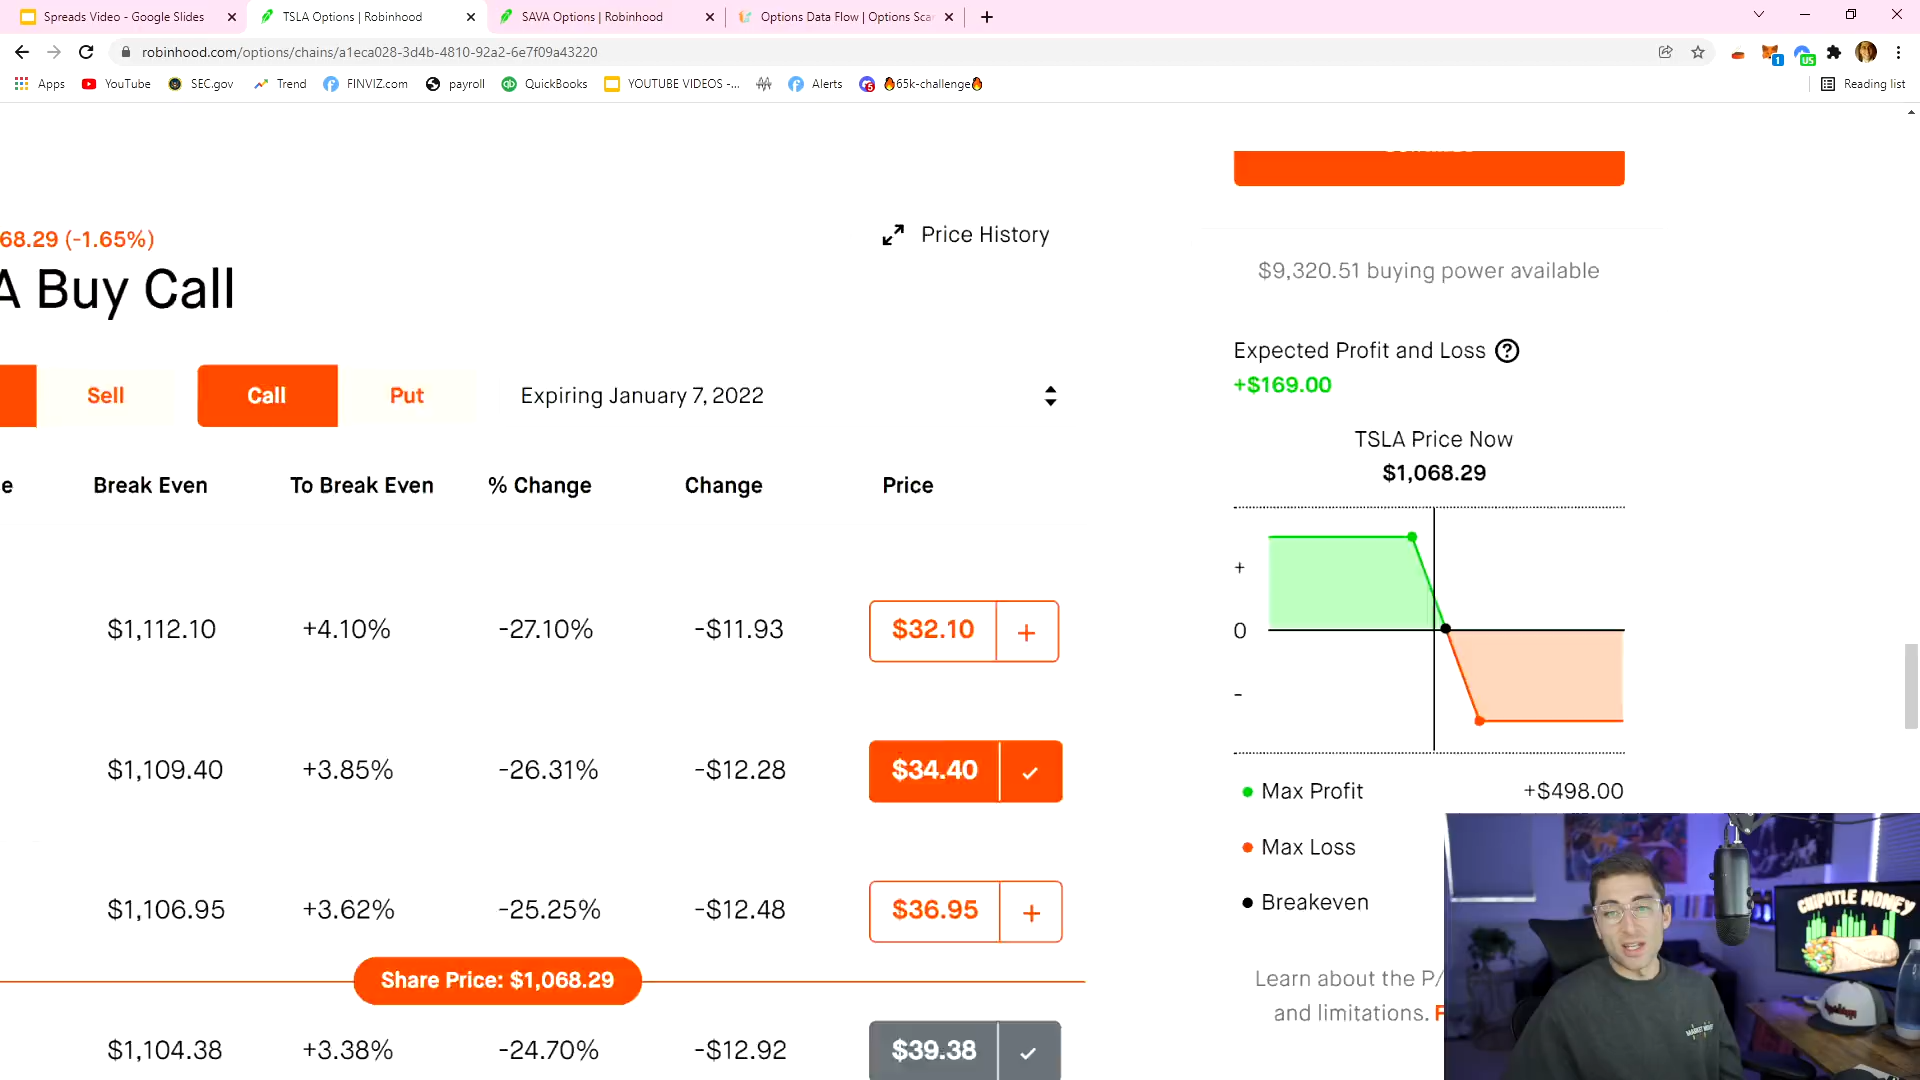 Spreads Video - Google Slides
TSLA Options | Robinhood
SAVA Options | Robinhood
Options Data Flow | Options Scan
robinhood.com/options/chains/a1eca028-3d4b-4810-92a2-6e7f09a43220
1
US
Apps
YouTube
SEC.gov
Trend
FINVIZ.com
payroll
QuickBooks
YOUTUBE VIDEOS -...
Alerts
5
🔥65k-challenge🔥
Reading list
68.29 (-1.65%)
A Buy Call
Price History
Sell
Call
Put
Expiring January 7, 2022
e
Break Even
To Break Even
% Change
Change
Price
$1,112.10
+4.10%
-27.10%
-$11.93
$32.10
+
$1,109.40
+3.85%
-26.31%
-$12.28
$34.40
$1,106.95
+3.62%
-25.25%
-$12.48
$36.95
+
Share Price: $1,068.29
$1,104.38
+3.38%
-24.70%
-$12.92
$39.38
$9,320.51 buying power available
Expected Profit and Loss ?
+$169.00
TSLA Price Now
$1,068.29
+
0
-
Max Profit
+$498.00
Max Loss
Breakeven
Learn about the P/
and limitations.
CHIPOTLE MONEY